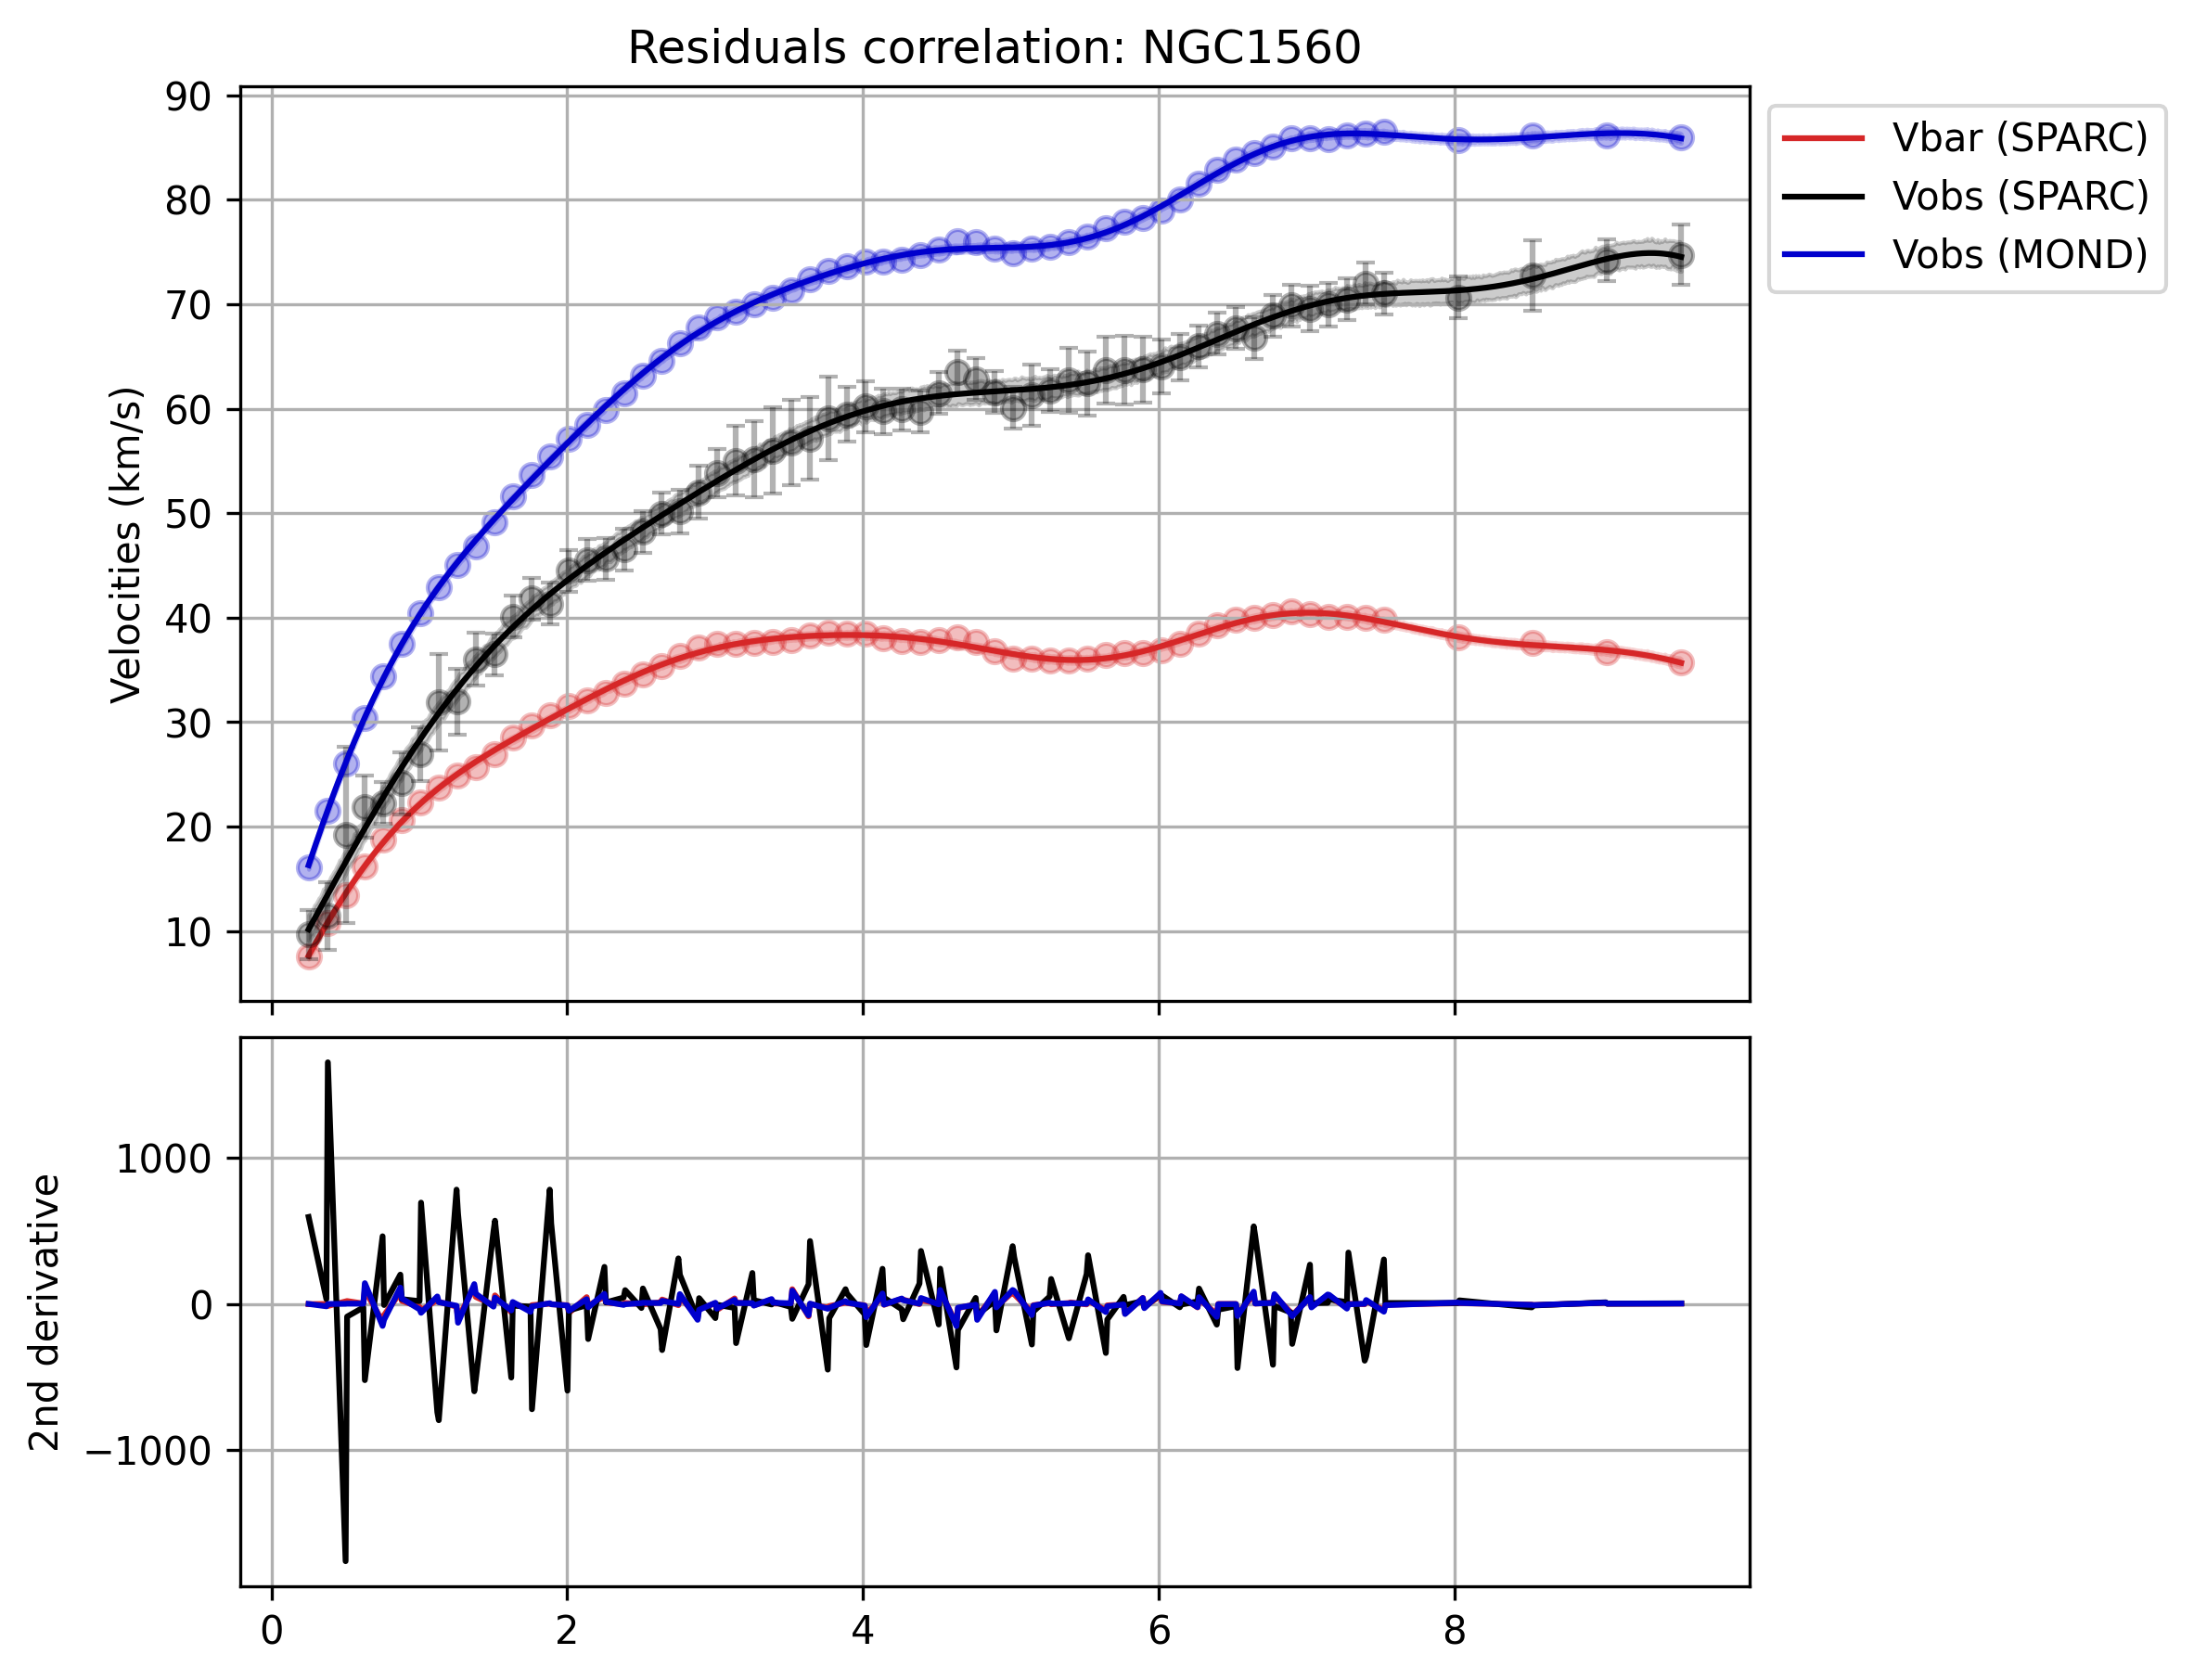 Residuals correlation: NGC1560
Velocities (km/s)
90
80
70
60
50
40
30
20
10
Vbar (SPARC)
Vobs (SPARC)
Vobs (MOND)
2nd derivative
1000
0
−1000
0 2 4 6 8